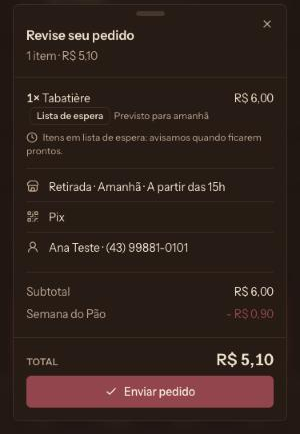 Revise seu pedido
1 item · R$ 5,10
1× Tabatière R$ 6,00
Lista de espera Previsto para amanhã
Itens em lista de espera: avisamos quando ficarem
prontos.
Retirada · Amanhã · A partir das 15h
Pix
Ana Teste · (43) 99881-0101
Subtotal R$ 6,00
Semana do Pão - R$ 0,90
TOTAL R$ 5,10
Enviar pedido